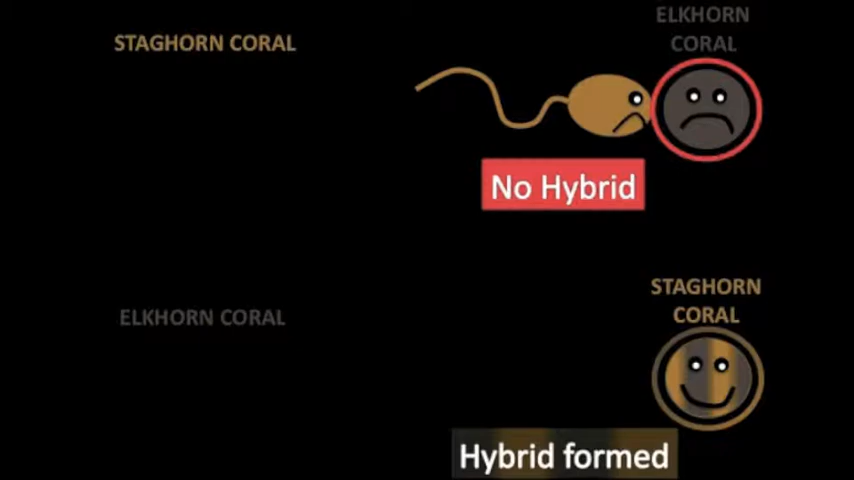 STAGHORN CORAL
ELKHORN
CORAL
No Hybrid
ELKHORN CORAL
STAGHORN
CORAL
Hybrid formed